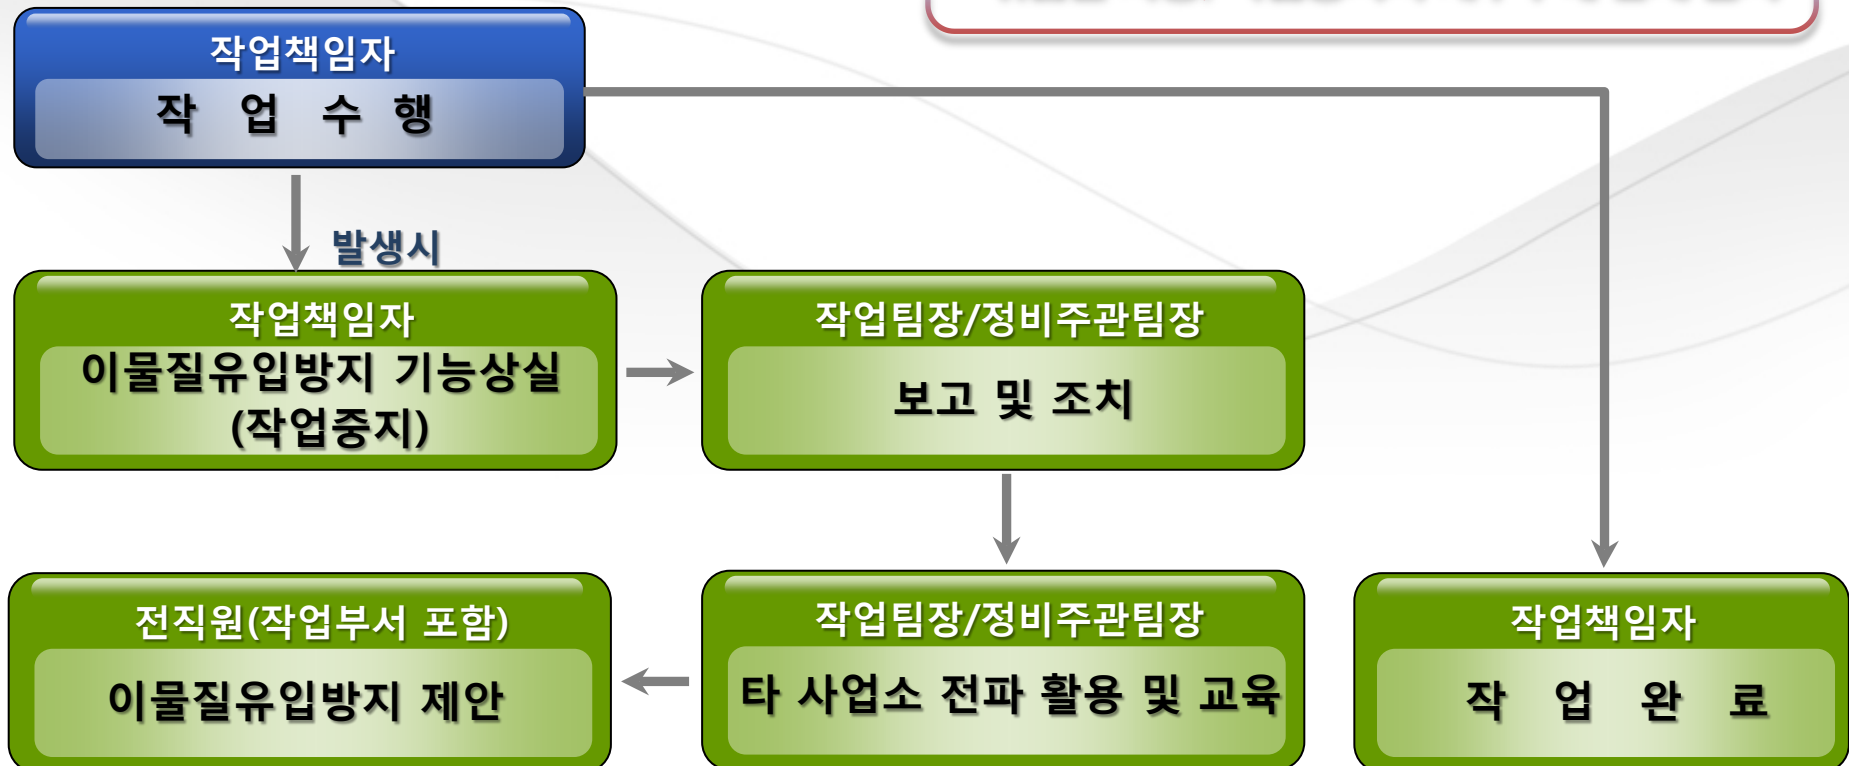 작업책임자
작 업 수 행
발생시
작업책임자
이물질유입방지 기능상실
(작업중지)
작업팀장/정비주관팀장
보고 및 조치
전직원(작업부서 포함)
이물질유입방지 제안
작업팀장/정비주관팀장
타 사업소 전파 활용 및 교육
작업책임자
작 업 완 료